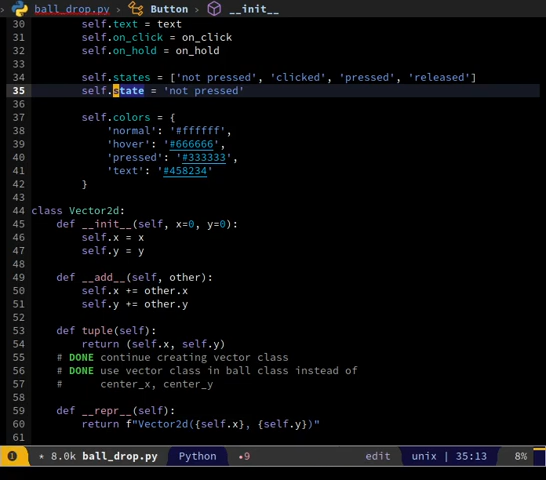 ball_drop.py › Button › __init__
30 self.text = text
31 self.on_click = on_click
32 self.on_hold = on_hold
33
34 self.states = ['not pressed', 'clicked', 'pressed', 'released']
35 self.state = 'not pressed'
36
37 self.colors = {
38 'normal': '#ffffff',
39 'hover': '#666666',
40 'pressed': '#333333',
41 'text': '#458234'
42 }
43
44 class Vector2d:
45 def __init__(self, x=0, y=0):
46 self.x = x
47 self.y = y
48
49 def __add__(self, other):
50 self.x += other.x
51 self.y += other.y
52
53 def tuple(self):
54 return (self.x, self.y)
55 # DONE continue creating vector class
56 # DONE use vector class in ball class instead of
57 # center_x, center_y
58
59 def __repr__(self):
60 return f"Vector2d({self.x}, {self.y})"
61
1 * 8.0k ball_drop.py Python •9 edit unix | 35:13 8%